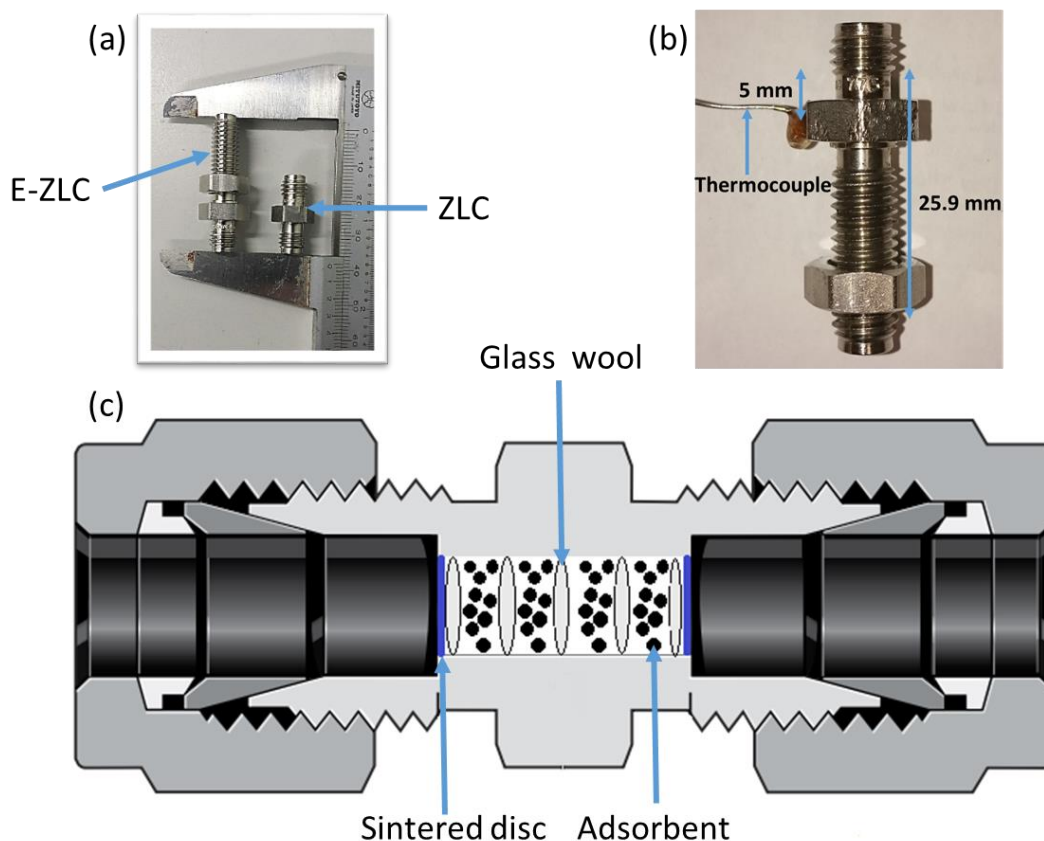 (a)
E-ZLC
ZLC
(b)
5 mm
Thermocouple
25.9 mm
(c)
Glass wool
Sintered disc
Adsorbent